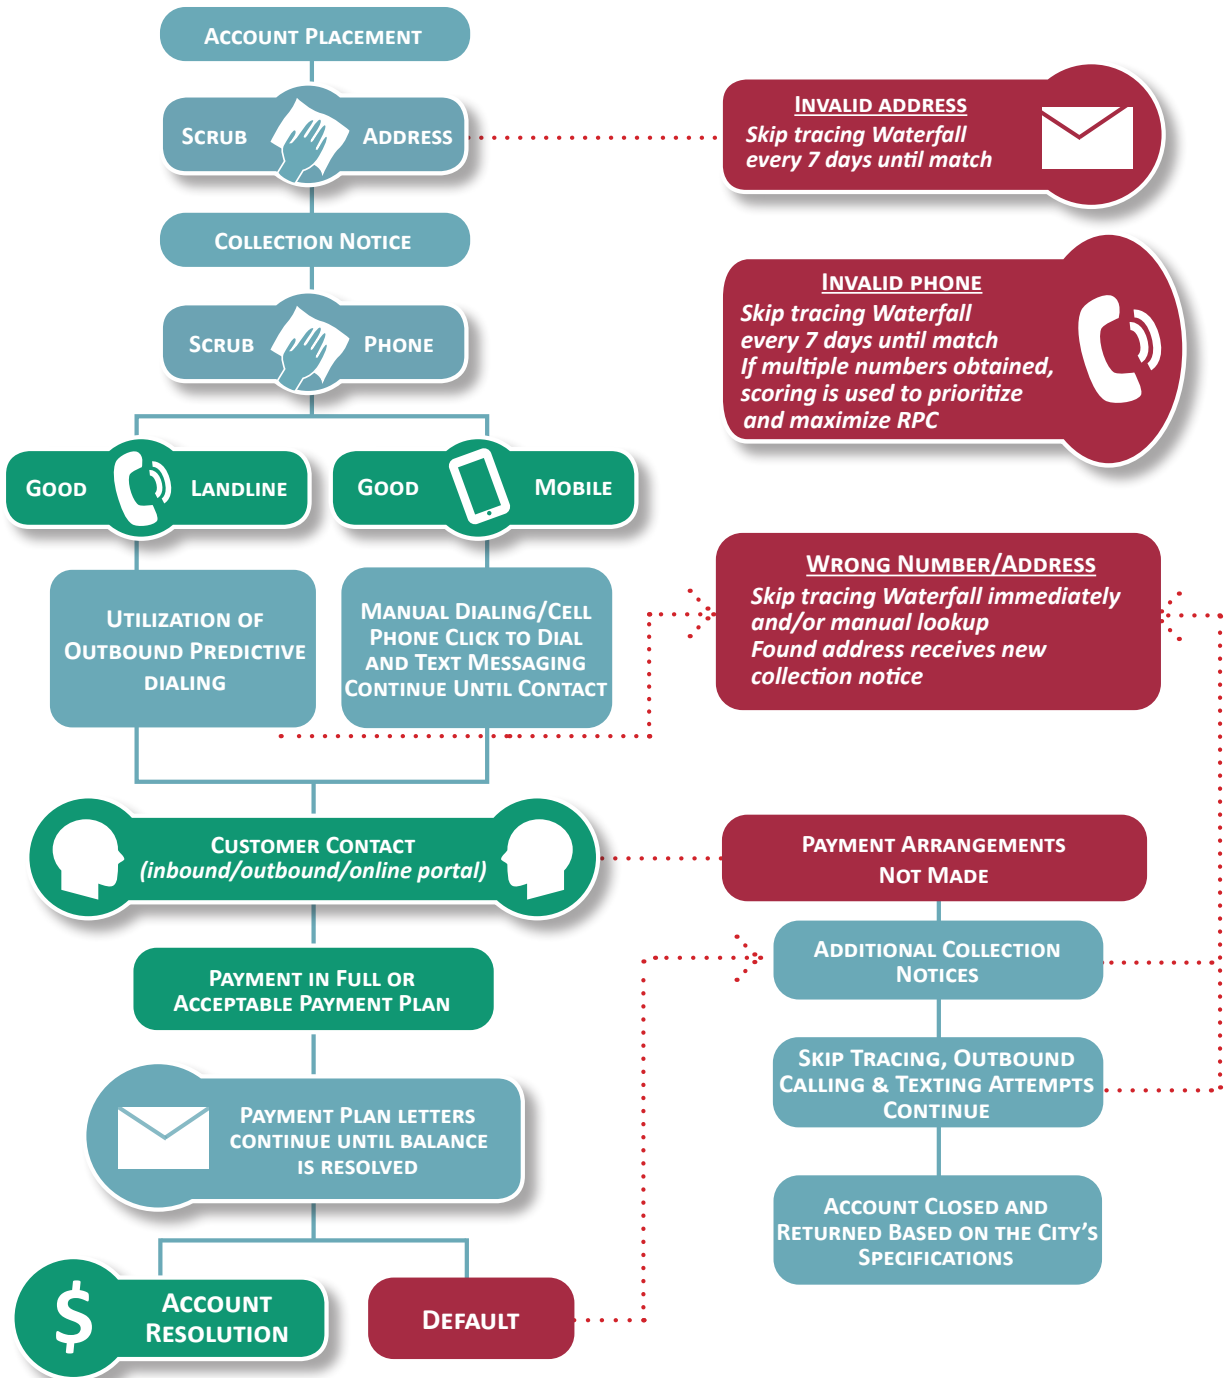 Account Placement
Scrub Address
Invalid address
Skip tracing Waterfall
every 7 days until match
Collection Notice
Invalid phone
Skip tracing Waterfall
every 7 days until match
If multiple numbers obtained,
scoring is used to prioritize
and maximize RPC
Scrub Phone
Good Landline
Good Mobile
Utilization of
Outbound Predictive
dialing
Manual Dialing/Cell
Phone Click to Dial
and Text Messaging
Continue Until Contact
Wrong Number/Address
Skip tracing Waterfall immediately
and/or manual lookup
Found address receives new
collection notice
Customer Contact
(inbound/outbound/online portal)
Payment Arrangements
Not Made
Payment in Full or
Acceptable Payment Plan
Additional Collection
Notices
Skip Tracing, Outbound
Calling & Texting Attempts
Continue
Payment Plan letters
continue until balance
is resolved
Account Closed and
Returned Based on the City's
Specifications
$
Account
Resolution
Default